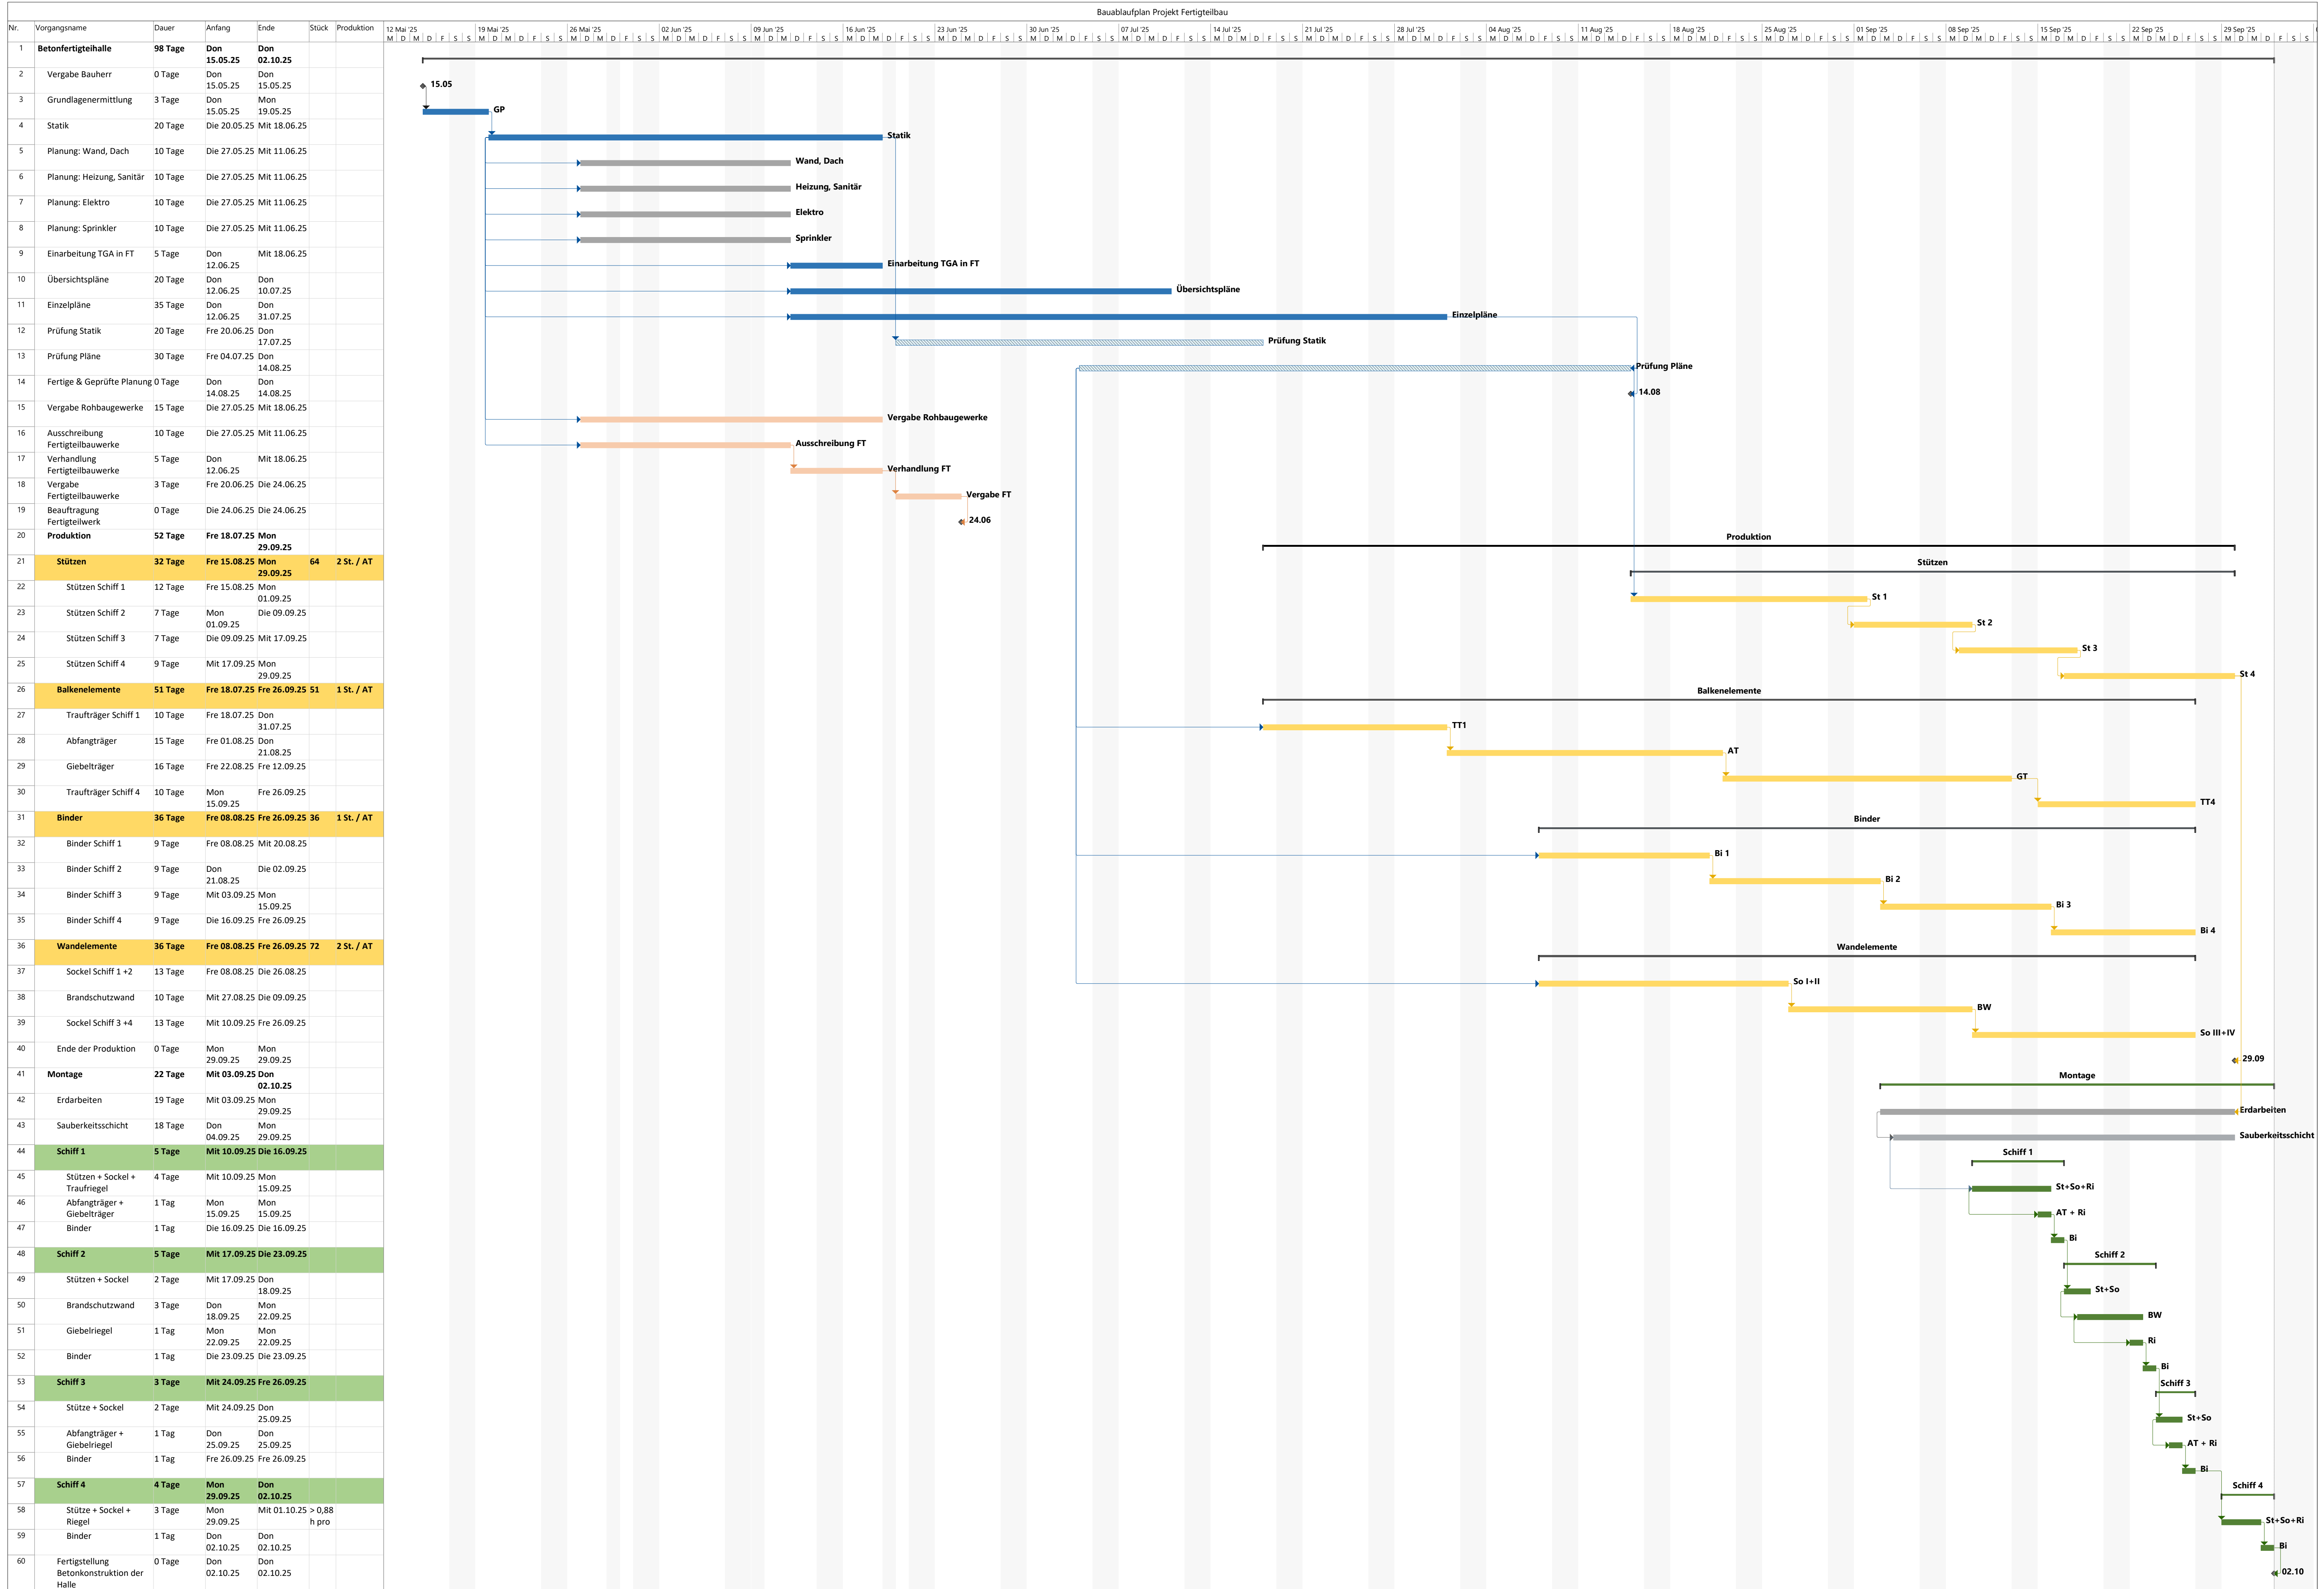 Bauablaufplan Projekt Fertigteilbau
Nr. Vorgangsname Dauer Anfang Ende Stück Produktion 12 Mai '25 19 Mai '25 26 Mai '25 02 Jun '25 09 Jun '25 16 Jun '25 23 Jun '25 30 Jun '25 07 Jul '25 14 Jul '25 21 Jul '25 28 Jul '25 04 Aug '25 11 Aug '25 18 Aug '25 25 Aug '25 01 Sep '25 08 Sep '25 15 Sep '25 22 Sep '25 29 Sep '25
M D M D F S S M D M D F S S M D M D F S S M D M D F S S M D M D F S S M D M D F S S M D M D F S S M D M D F S S M D M D F S S M D M D F S S M D M D F S S M D M D F S S M D M D F S S M D M D F S S M D M D F S S M D M D F S S M D M D F S S M D M D F S S M D M D F S S M D M D F S S M D M D F S S
1 Betonfertigteihalle 98 Tage Don Don
15.05.25 02.10.25
2 Vergabe Bauherr 0 Tage Don Don
15.05.25 15.05.25 15.05
3 Grundlagenermittlung 3 Tage Don Mon
15.05.25 19.05.25 GP
4 Statik 20 Tage Die 20.05.25 Mit 18.06.25
Statik
5 Planung: Wand, Dach 10 Tage Die 27.05.25 Mit 11.06.25
Wand, Dach
6 Planung: Heizung, Sanitär 10 Tage Die 27.05.25 Mit 11.06.25
Heizung, Sanitär
7 Planung: Elektro 10 Tage Die 27.05.25 Mit 11.06.25
Elektro
8 Planung: Sprinkler 10 Tage Die 27.05.25 Mit 11.06.25
Sprinkler
9 Einarbeitung TGA in FT 5 Tage Don Mit 18.06.25
12.06.25 Einarbeitung TGA in FT
10 Übersichtspläne 20 Tage Don Don
12.06.25 10.07.25 Übersichtspläne
11 Einzelpläne 35 Tage Don Don
12.06.25 31.07.25 Einzelpläne
12 Prüfung Statik 20 Tage Fre 20.06.25 Don
17.07.25 Prüfung Statik
13 Prüfung Pläne 30 Tage Fre 04.07.25 Don
14.08.25 Prüfung Pläne
14 Fertige & Geprüfte Planung 0 Tage Don Don
14.08.25 14.08.25 14.08
15 Vergabe Rohbaugewerke 15 Tage Die 27.05.25 Mit 18.06.25
Vergabe Rohbaugewerke
16 Ausschreibung 10 Tage Die 27.05.25 Mit 11.06.25
Fertigteilbauwerke Ausschreibung FT
17 Verhandlung 5 Tage Don Mit 18.06.25
Fertigteilbauwerke 12.06.25 Verhandlung FT
18 Vergabe 3 Tage Fre 20.06.25 Die 24.06.25
Fertigteilbauwerke Vergabe FT
19 Beauftragung 0 Tage Die 24.06.25 Die 24.06.25
Fertigteilwerk 24.06
20 Produktion 52 Tage Fre 18.07.25 Mon Produktion
29.09.25
21 Stützen 32 Tage Fre 15.08.25 Mon 64 2 St. / AT Stützen
29.09.25
22 Stützen Schiff 1 12 Tage Fre 15.08.25 Mon
01.09.25 St 1
23 Stützen Schiff 2 7 Tage Mon Die 09.09.25
01.09.25 St 2
24 Stützen Schiff 3 7 Tage Die 09.09.25 Mit 17.09.25
St 3
25 Stützen Schiff 4 9 Tage Mit 17.09.25 Mon
29.09.25 St 4
26 Balkenelemente 51 Tage Fre 18.07.25 Fre 26.09.25 51 1 St. / AT Balkenelemente
27 Traufträger Schiff 1 10 Tage Fre 18.07.25 Don
31.07.25 TT1
28 Abfangträger 15 Tage Fre 01.08.25 Don
21.08.25 AT
29 Giebelträger 16 Tage Fre 22.08.25 Fre 12.09.25
GT
30 Traufträger Schiff 4 10 Tage Mon Fre 26.09.25
15.09.25 TT4
31 Binder 36 Tage Fre 08.08.25 Fre 26.09.25 36 1 St. / AT Binder
32 Binder Schiff 1 9 Tage Fre 08.08.25 Mit 20.08.25
Bi 1
33 Binder Schiff 2 9 Tage Don Die 02.09.25
21.08.25 Bi 2
34 Binder Schiff 3 9 Tage Mit 03.09.25 Mon
15.09.25 Bi 3
35 Binder Schiff 4 9 Tage Die 16.09.25 Fre 26.09.25
Bi 4
36 Wandelemente 36 Tage Fre 08.08.25 Fre 26.09.25 72 2 St. / AT Wandelemente
37 Sockel Schiff 1 +2 13 Tage Fre 08.08.25 Die 26.08.25
So I+II
38 Brandschutzwand 10 Tage Mit 27.08.25 Die 09.09.25
BW
39 Sockel Schiff 3 +4 13 Tage Mit 10.09.25 Fre 26.09.25
So III+IV
40 Ende der Produktion 0 Tage Mon Mon
29.09.25 29.09.25 29.09
41 Montage 22 Tage Mit 03.09.25 Don Montage
02.10.25
42 Erdarbeiten 19 Tage Mit 03.09.25 Mon
29.09.25 Erdarbeiten
43 Sauberkeitsschicht 18 Tage Don Mon
04.09.25 29.09.25 Sauberkeitsschicht
44 Schiff 1 5 Tage Mit 10.09.25 Die 16.09.25 Schiff 1
45 Stützen + Sockel + 4 Tage Mit 10.09.25 Mon
Traufriegel 15.09.25 St+So+Ri
46 Abfangträger + 1 Tag Mon Mon
Giebelträger 15.09.25 15.09.25 AT + Ri
47 Binder 1 Tag Die 16.09.25 Die 16.09.25
Bi
48 Schiff 2 5 Tage Mit 17.09.25 Die 23.09.25 Schiff 2
49 Stützen + Sockel 2 Tage Mit 17.09.25 Don
18.09.25 St+So
50 Brandschutzwand 3 Tage Don Mon
18.09.25 22.09.25 BW
51 Giebelriegel 1 Tag Mon Mon
22.09.25 22.09.25 Ri
52 Binder 1 Tag Die 23.09.25 Die 23.09.25
Bi
53 Schiff 3 3 Tage Mit 24.09.25 Fre 26.09.25 Schiff 3
54 Stütze + Sockel 2 Tage Mit 24.09.25 Don
25.09.25 St+So
55 Abfangträger + 1 Tag Don Don
Giebelriegel 25.09.25 25.09.25 AT + Ri
56 Binder 1 Tag Fre 26.09.25 Fre 26.09.25
Bi
57 Schiff 4 4 Tage Mon Don Schiff 4
29.09.25 02.10.25
58 Stütze + Sockel + 3 Tage Mon Mit 01.10.25 > 0,88
Riegel 29.09.25 h pro St+So+Ri
59 Binder 1 Tag Don Don
02.10.25 02.10.25 Bi
60 Fertigstellung 0 Tage Don Don
Betonkonstruktion der 02.10.25 02.10.25 02.10
Halle